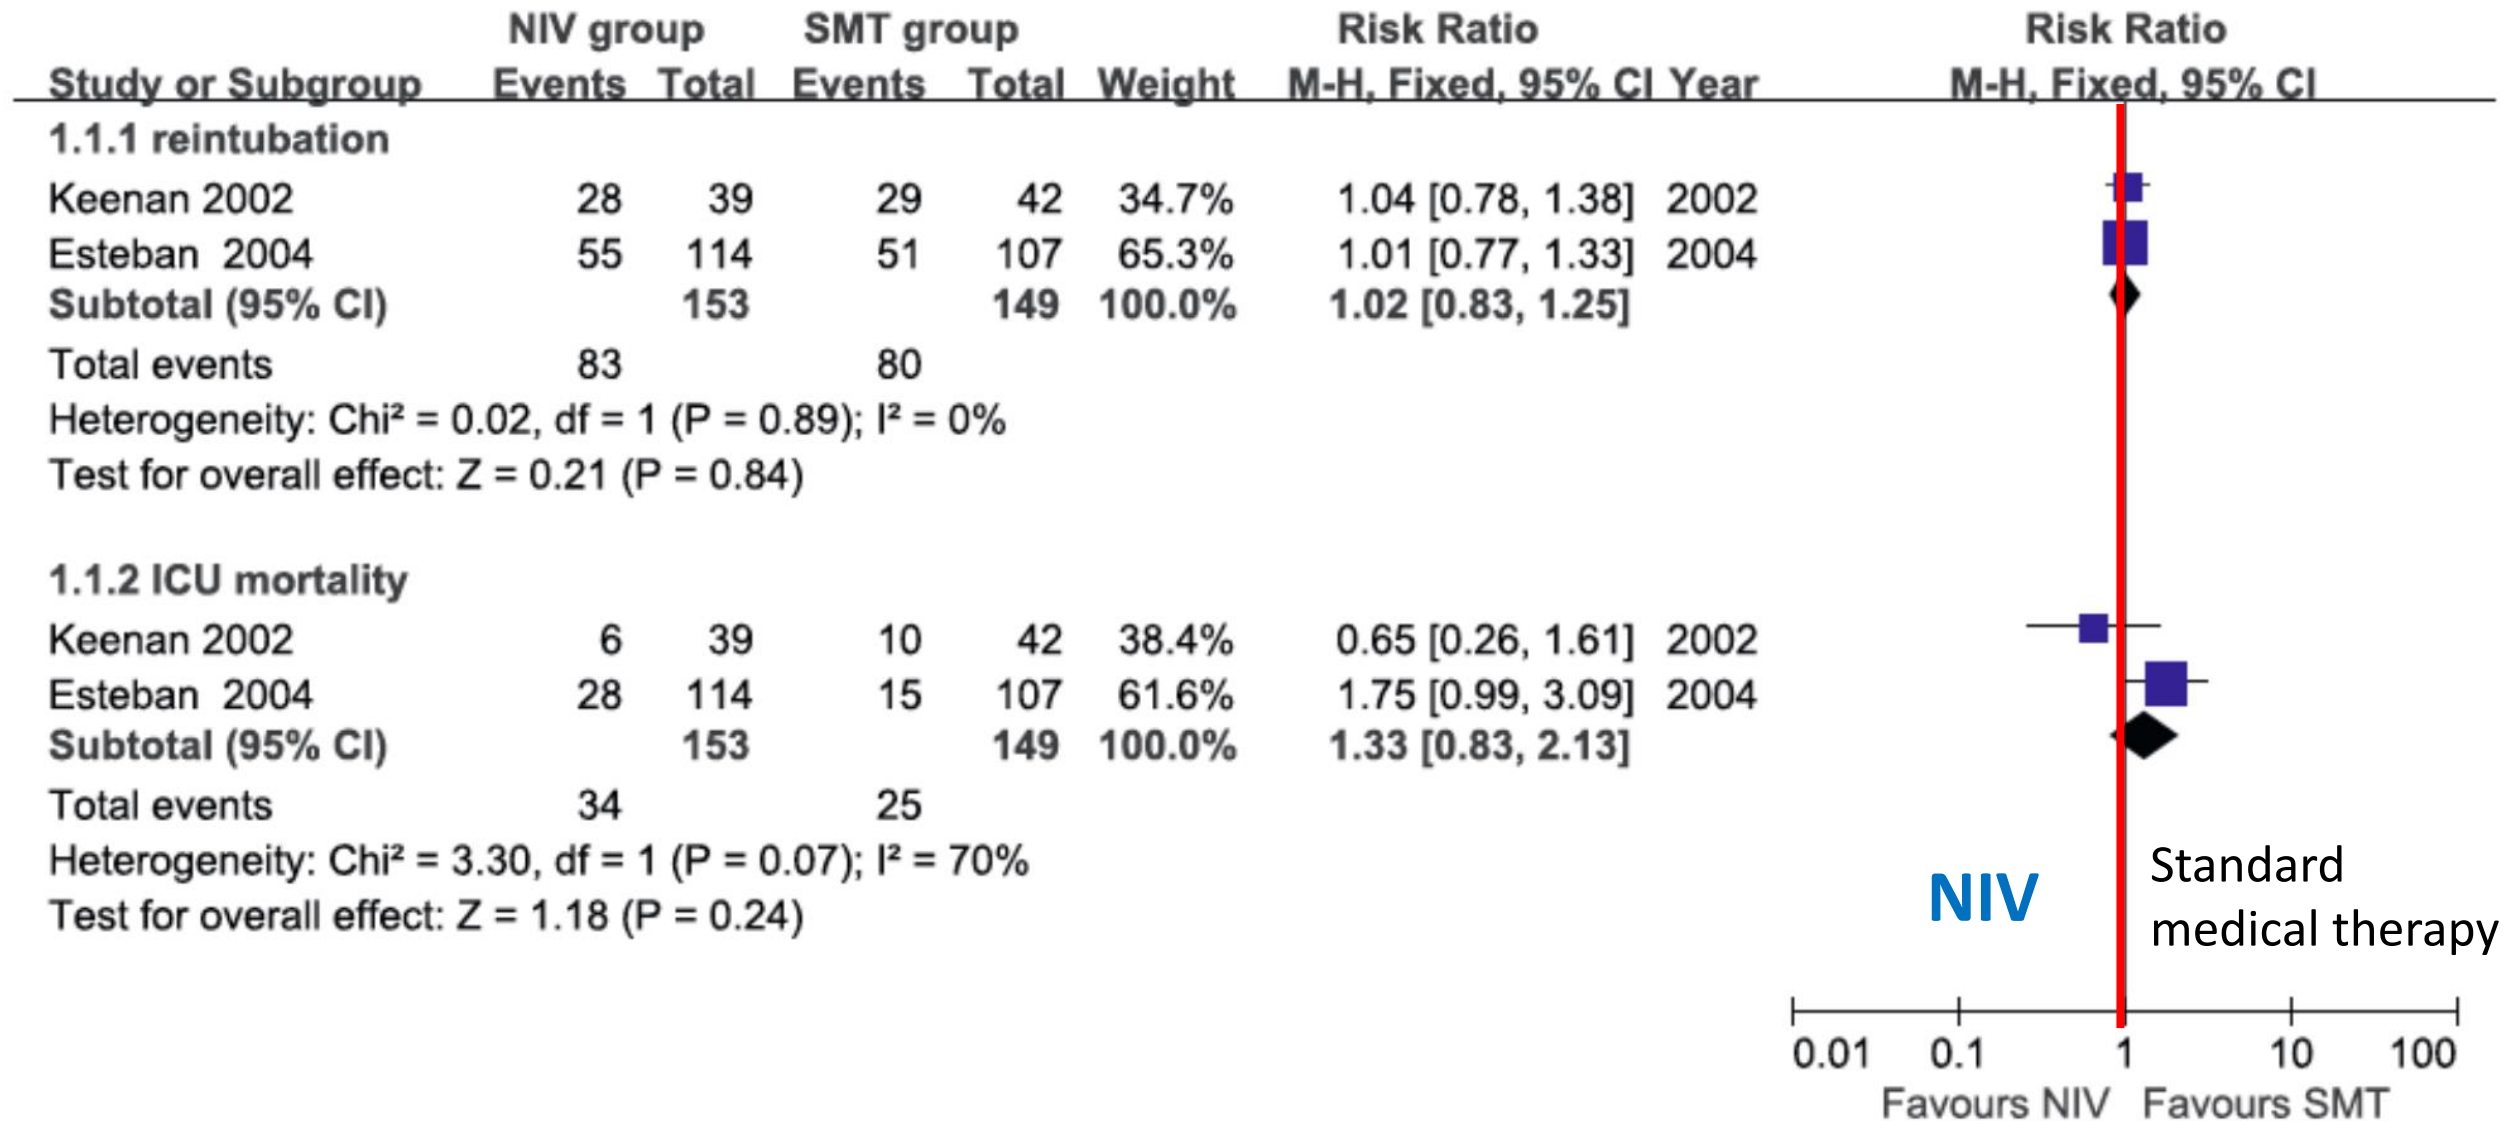 NIV group SMT group Risk Ratio Risk Ratio
Study or Subgroup Events Total Events Total Weight M-H, Fixed, 95% CI Year M-H, Fixed, 95% CI
1.1.1 reintubation
Keenan 2002 28 39 29 42 34.7% 1.04 [0.78, 1.38] 2002
Esteban 2004 55 114 51 107 65.3% 1.01 [0.77, 1.33] 2004
Subtotal (95% CI) 153 149 100.0% 1.02 [0.83, 1.25]
Total events 83 80
Heterogeneity: Chi² = 0.02, df = 1 (P = 0.89); I² = 0%
Test for overall effect: Z = 0.21 (P = 0.84)
1.1.2 ICU mortality
Keenan 2002 6 39 10 42 38.4% 0.65 [0.26, 1.61] 2002
Esteban 2004 28 114 15 107 61.6% 1.75 [0.99, 3.09] 2004
Subtotal (95% CI) 153 149 100.0% 1.33 [0.83, 2.13]
Total events 34 25
Heterogeneity: Chi² = 3.30, df = 1 (P = 0.07); I² = 70%
Test for overall effect: Z = 1.18 (P = 0.24)
NIV
Standard
medical therapy
0.01 0.1 1 10 100
Favours NIV Favours SMT